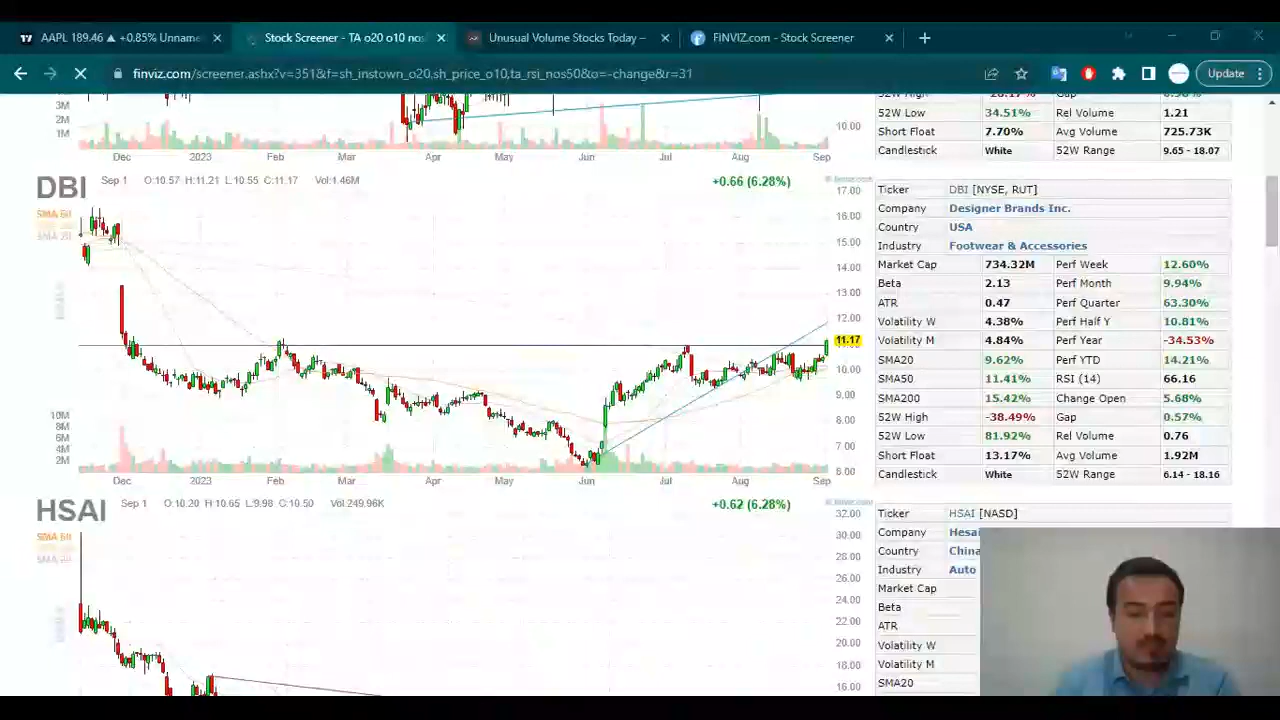 AAPL 189.46 ▲ +0.85% Unname
Stock Screener - TA o20 o10 nos
Unusual Volume Stocks Today –
FINVIZ.com - Stock Screener
finviz.com/screener.ashx?v=351&f=sh_instown_o20,sh_price_o10,ta_rsi_nos50&o=-change&r=31
Update
3M
2M
1M
10.00
Dec 2023 Feb Mar Apr May Jun Jul Aug Sep
52W Low 34.51% Rel Volume 1.21
Short Float 7.70% Avg Volume 725.73K
Candlestick White 52W Range 9.65 - 18.07
DBI Sep 1 O:10.57 H:11.21 L:10.55 C:11.17 Vol:1.46M +0.66 (6.28%)
© finviz.com
SMA 50
SMA 20
17.00
16.00
15.00
14.00
13.00
12.00
11.17
10.00
9.00
8.00
7.00
6.00
10M
8M
6M
4M
2M
Dec 2023 Feb Mar Apr May Jun Jul Aug Sep
Ticker DBI [NYSE, RUT]
Company Designer Brands Inc.
Country USA
Industry Footwear & Accessories
Market Cap 734.32M Perf Week 12.60%
Beta 2.13 Perf Month 9.94%
ATR 0.47 Perf Quarter 63.30%
Volatility W 4.38% Perf Half Y 10.81%
Volatility M 4.84% Perf Year -34.53%
SMA20 9.62% Perf YTD 14.21%
SMA50 11.41% RSI (14) 66.16
SMA200 15.42% Change Open 5.68%
52W High -38.49% Gap 0.57%
52W Low 81.92% Rel Volume 0.76
Short Float 13.17% Avg Volume 1.92M
Candlestick White 52W Range 6.14 - 18.16
HSAI Sep 1 O:10.20 H:10.65 L:9.98 C:10.50 Vol:249.96K +0.62 (6.28%)
© finviz.com
SMA 50
32.00
30.00
28.00
26.00
24.00
22.00
20.00
18.00
16.00
Ticker HSAI [NASD]
Company Hesai
Country China
Industry Auto
Market Cap
Beta
ATR
Volatility W
Volatility M
SMA20